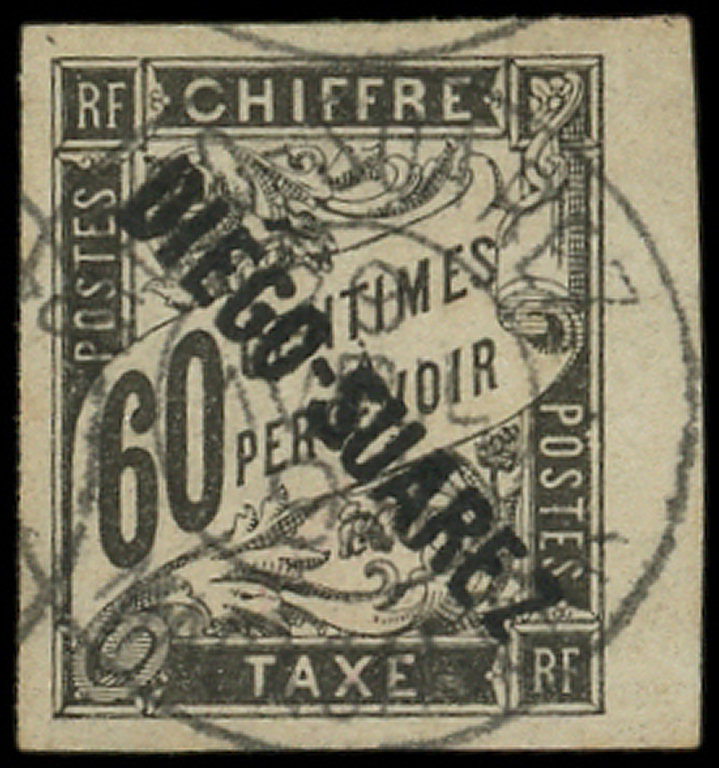 RF CHIFFRE
POSTES
DIEGO-SUAREZ
60 CENTIMES
PERCEVOIR
POSTES
TAXE RF